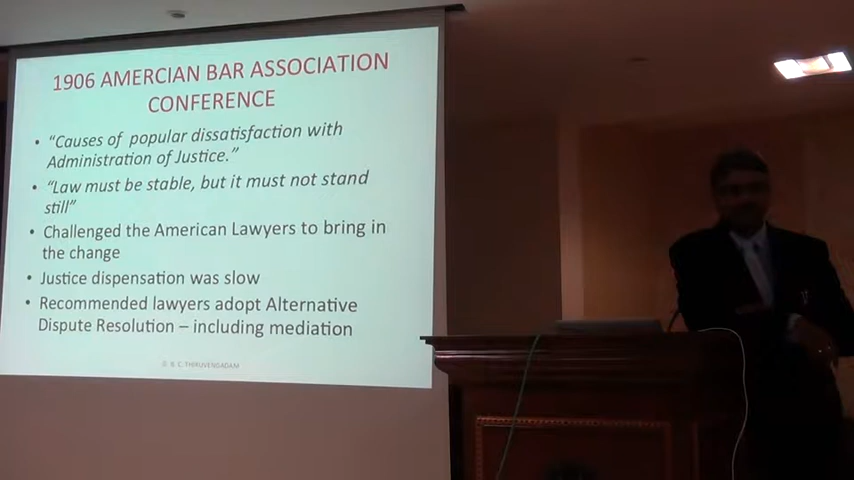 1906 AMERCIAN BAR ASSOCIATION
CONFERENCE
• “Causes of popular dissatisfaction with
Administration of Justice.”
• “Law must be stable, but it must not stand
still”
• Challenged the American Lawyers to bring in
the change
• Justice dispensation was slow
• Recommended lawyers adopt Alternative
Dispute Resolution – including mediation
© B. C. THIRUVENGADAM